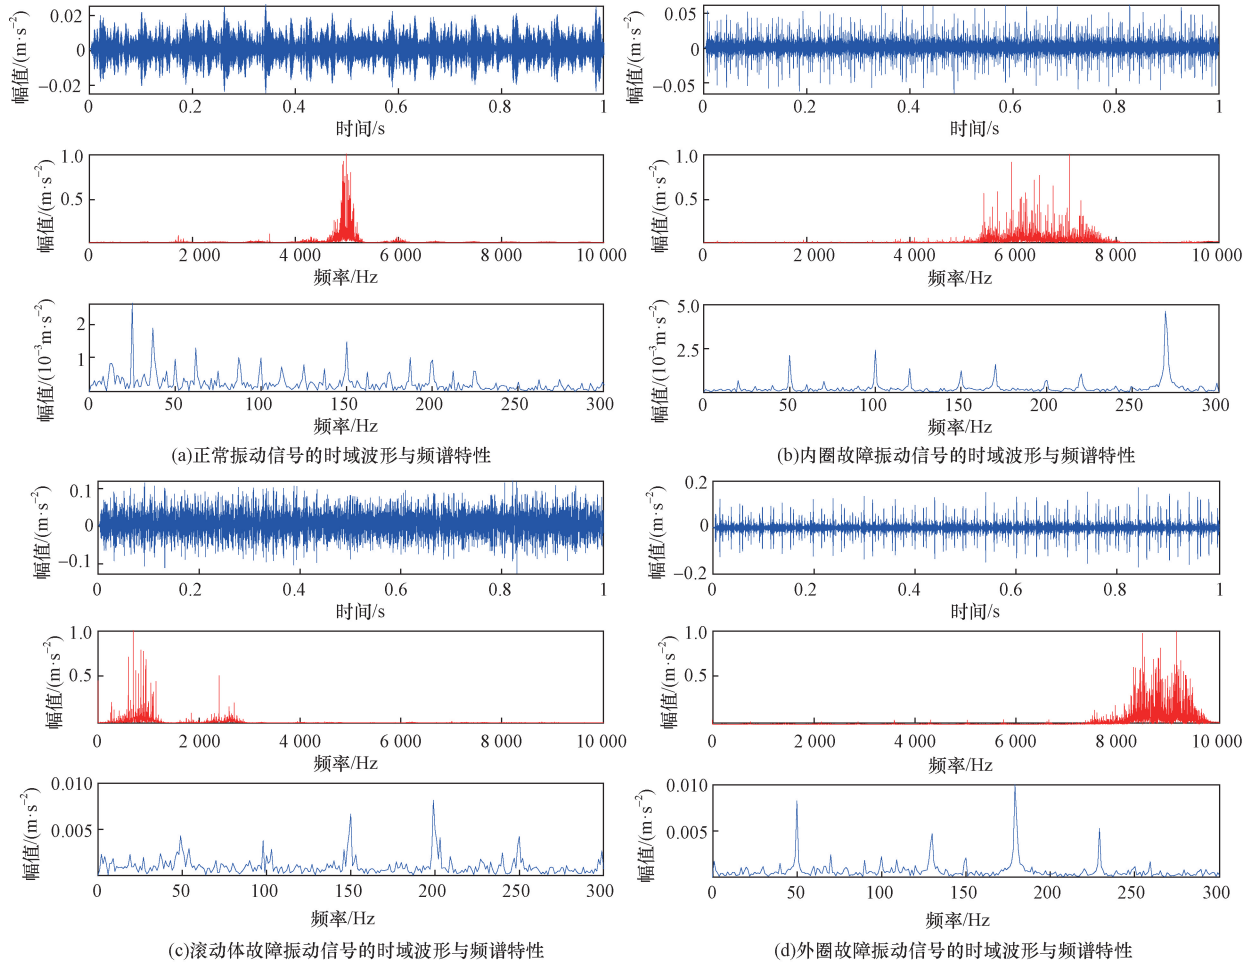 幅值/(m·s⁻²)
0.02
0
−0.02
0 0.2 0.4 0.6 0.8 1
时间/s
幅值/(m·s⁻²)
0.05
0
−0.05
0 0.2 0.4 0.6 0.8 1
时间/s
幅值/(m·s⁻²)
1.0
0.5
0 2 000 4 000 6 000 8 000 10 000
频率/Hz
幅值/(m·s⁻²)
1.0
0.5
0 2 000 4 000 6 000 8 000 10 000
频率/Hz
幅值/(10⁻³m·s⁻²)
2
1
0 50 100 150 200 250 300
频率/Hz
幅值/(10⁻³m·s⁻²)
5.0
2.5
0 50 100 150 200 250 300
频率/Hz
(a)正常振动信号的时域波形与频谱特性
(b)内圈故障振动信号的时域波形与频谱特性
幅值/(m·s⁻²)
0.1
0
−0.1
0 0.2 0.4 0.6 0.8 1
时间/s
幅值/(m·s⁻²)
0.2
0
−0.2
0 0.2 0.4 0.6 0.8 1
时间/s
幅值/(m·s⁻²)
1.0
0.5
0 2 000 4 000 6 000 8 000 10 000
频率/Hz
幅值/(m·s⁻²)
1.0
0.5
0 2 000 4 000 6 000 8 000 10 000
频率/Hz
幅值/(m·s⁻²)
0.010
0.005
0 50 100 150 200 250 300
频率/Hz
幅值/(m·s⁻²)
0.010
0.005
0 50 100 150 200 250 300
频率/Hz
(c)滚动体故障振动信号的时域波形与频谱特性
(d)外圈故障振动信号的时域波形与频谱特性